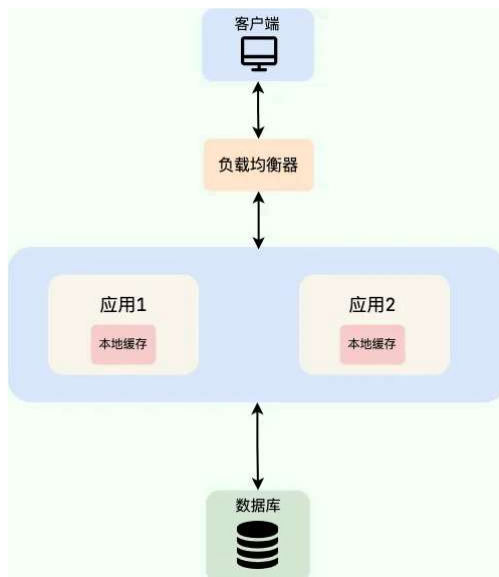 客户端
负载均衡器
应用1
应用2
本地缓存
本地缓存
数据库